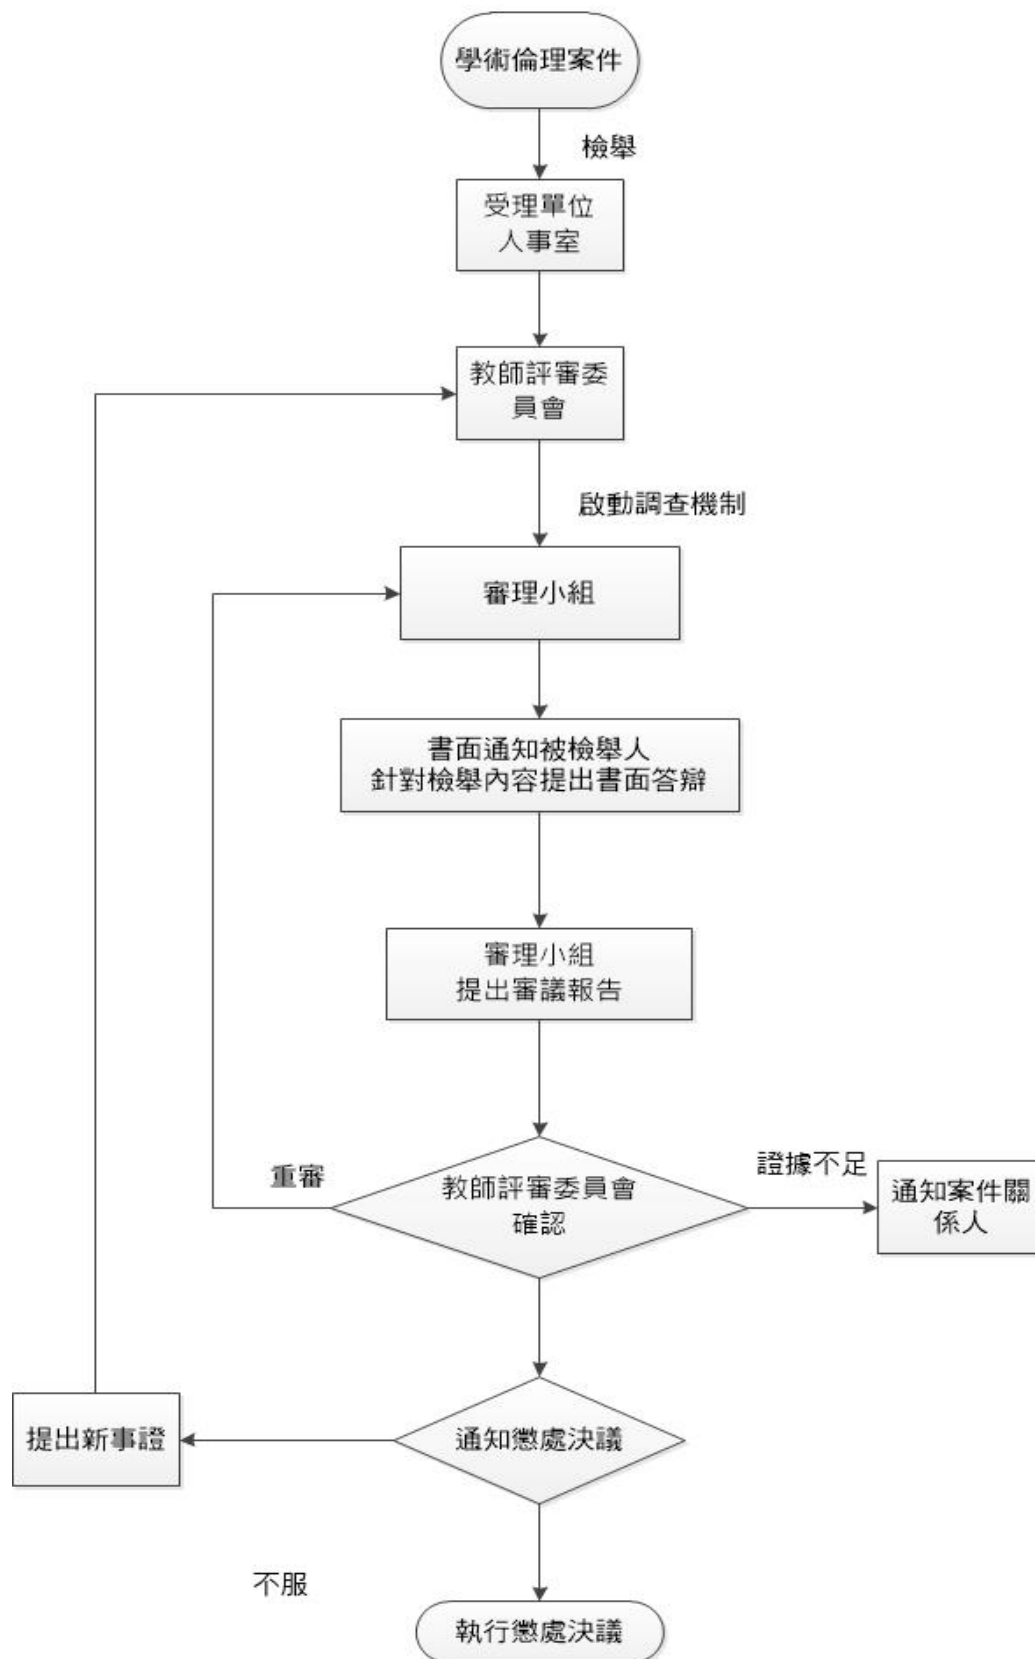 學術倫理案件
檢舉
受理單位
人事室
教師評審委
員會
啟動調查機制
審理小組
書面通知被檢舉人
針對檢舉內容提出書面答辯
審理小組
提出審議報告
重審
教師評審委員會
確認
證據不足
通知案件關
係人
提出新事證
通知懲處決議
不服
執行懲處決議